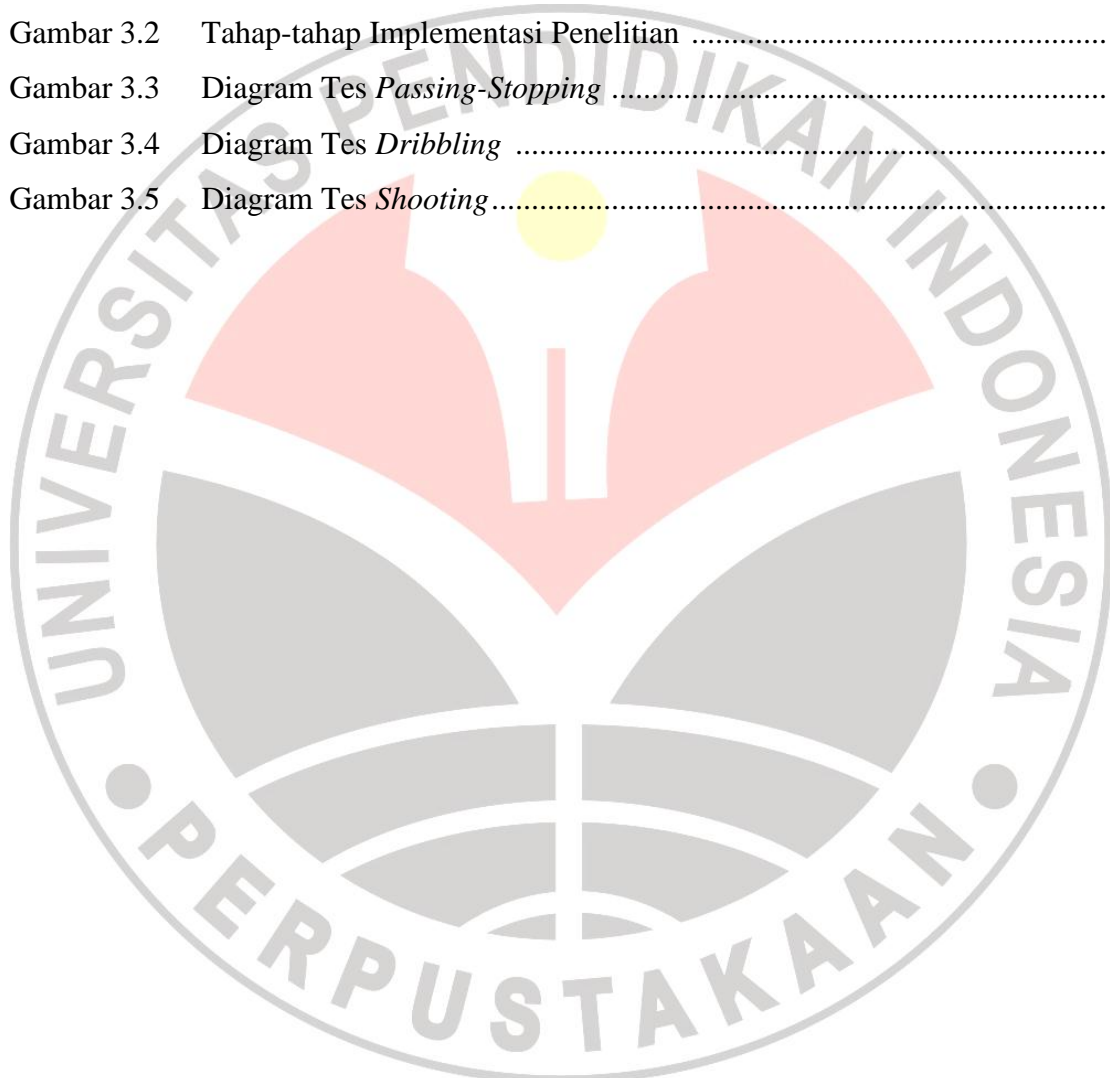 Gambar 3.2 Tahap-tahap Implementasi Penelitian ................................................................
Gambar 3.3 Diagram Tes Passing-Stopping .............................................................................
Gambar 3.4 Diagram Tes Dribbling ...........................................................................................
Gambar 3.5 Diagram Tes Shooting ...............................................................................................
UNIVERSITAS PENDIDIKAN INDONESIA
PERPUSTAKAAN